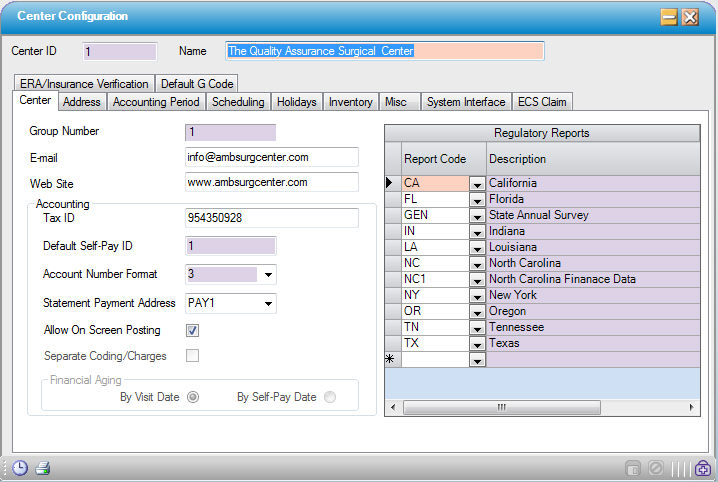 Center Configuration
Center ID 1 Name The Quality Assurance Surgical Center
ERA/Insurance Verification Default G Code
Center Address Accounting Period Scheduling Holidays Inventory Misc System Interface ECS Claim
Group Number 1
E-mail info@ambsurgcenter.com
Web Site www.ambsurgcenter.com
Accounting
Tax ID 954350928
Default Self-Pay ID 1
Account Number Format 3
Statement Payment Address PAY1
Allow On Screen Posting
Separate Coding/Charges
Financial Aging
By Visit Date By Self-Pay Date
Regulatory Reports
Report Code Description
CA California
FL Florida
GEN State Annual Survey
IN Indiana
LA Louisiana
NC North Carolina
NC1 North Carolina Finanace Data
NY New York
OR Oregon
TN Tennessee
TX Texas